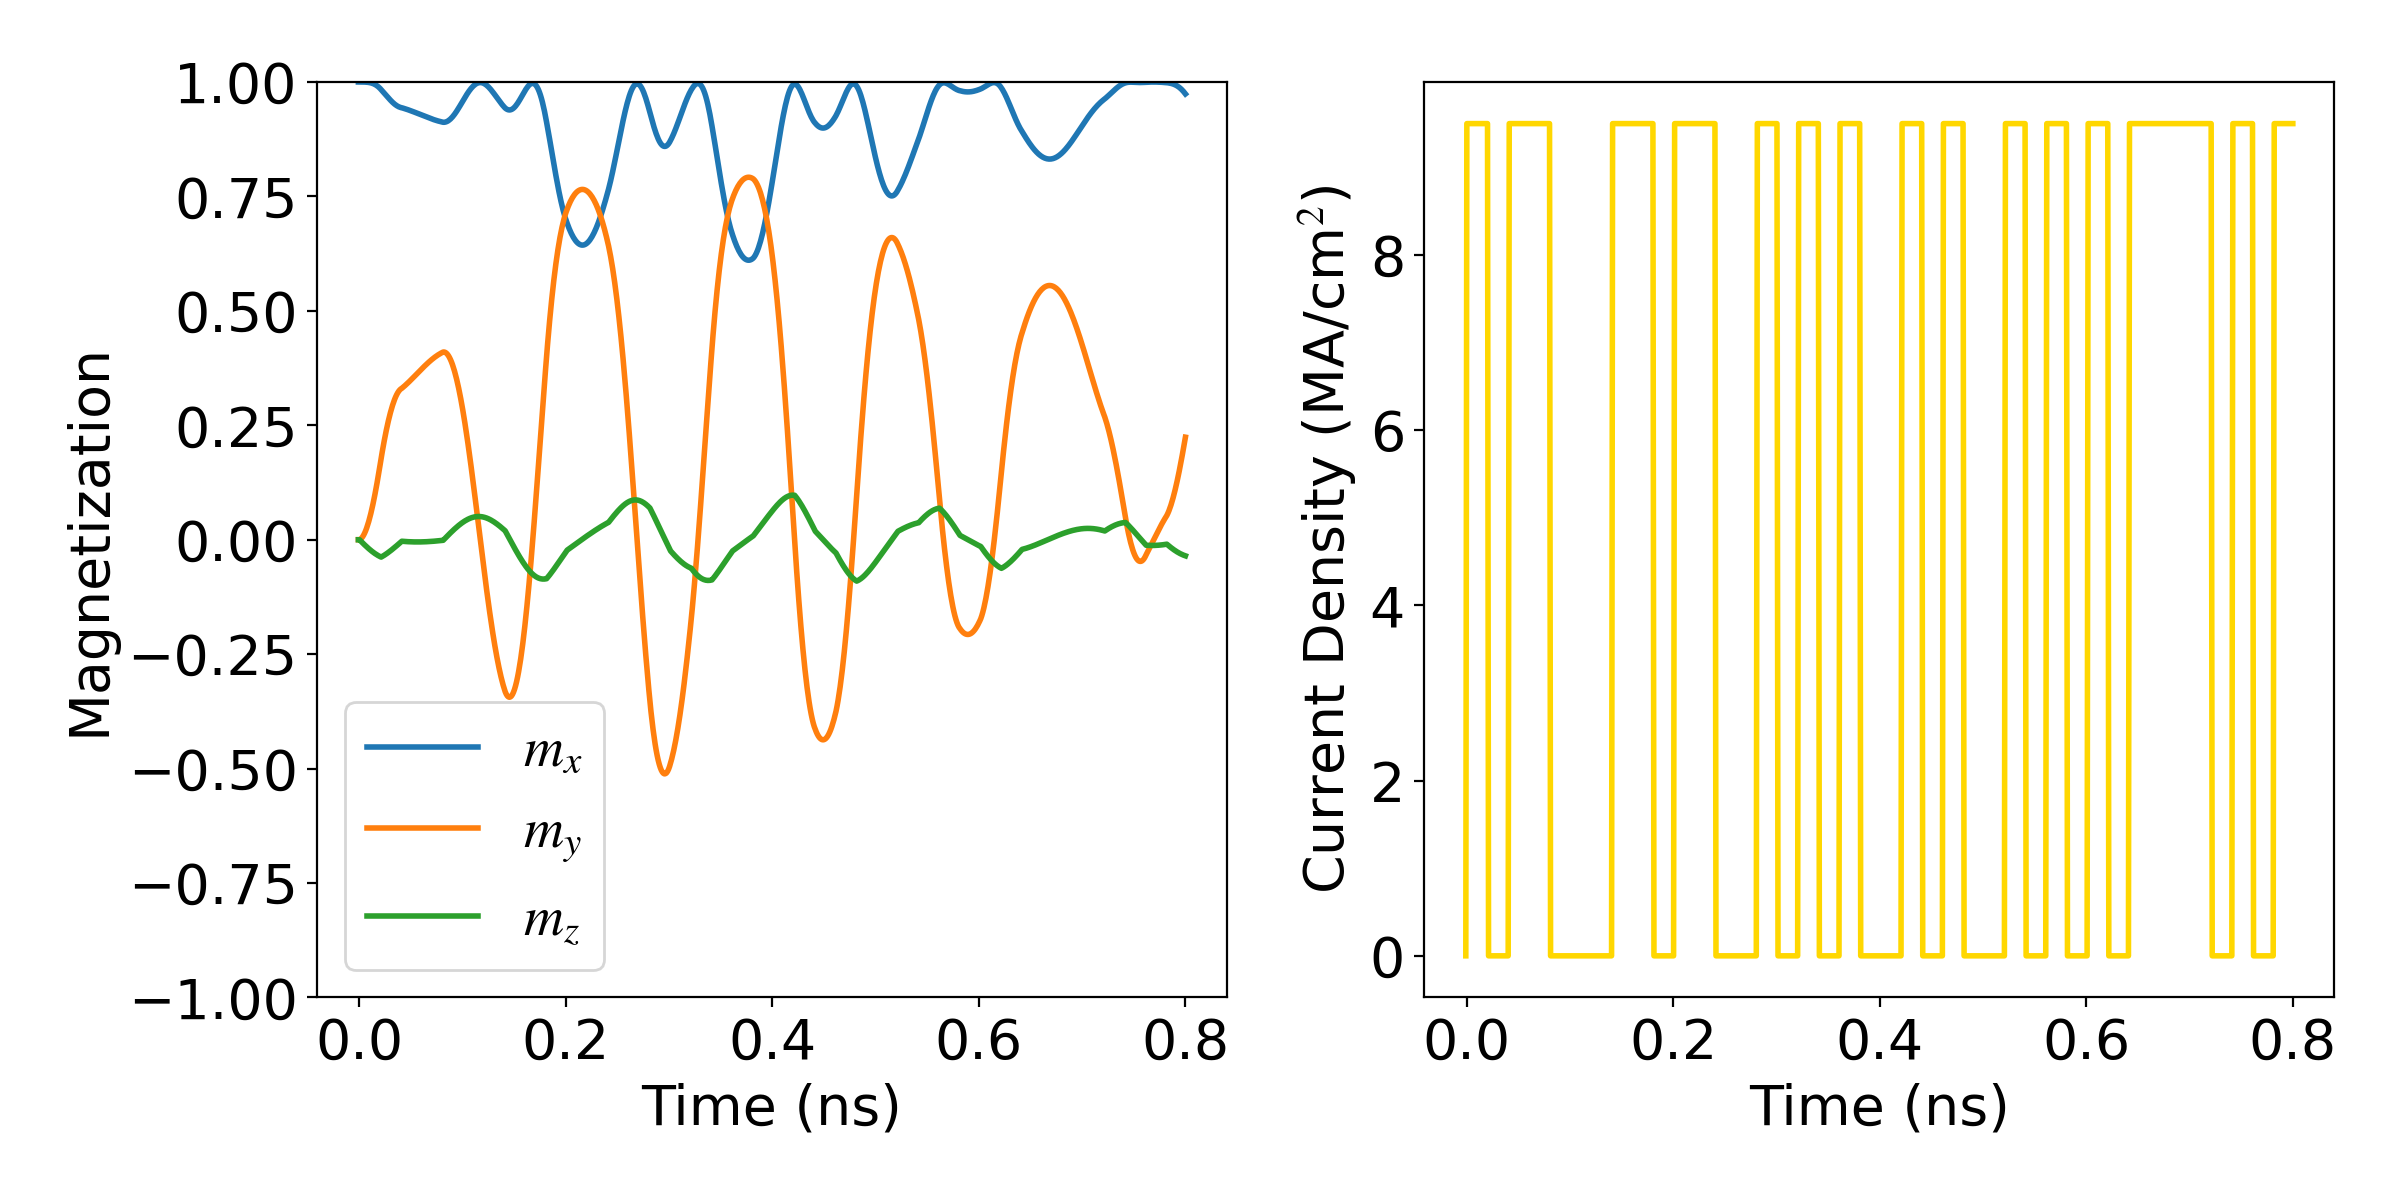 Magnetization
1.00
0.75
0.50
0.25
0.00
−0.25
−0.50
−0.75
−1.00
m_x
m_y
m_z
0.0 0.2 0.4 0.6 0.8
Time (ns)
Current Density (MA/cm²)
8
6
4
2
0
0.0 0.2 0.4 0.6 0.8
Time (ns)